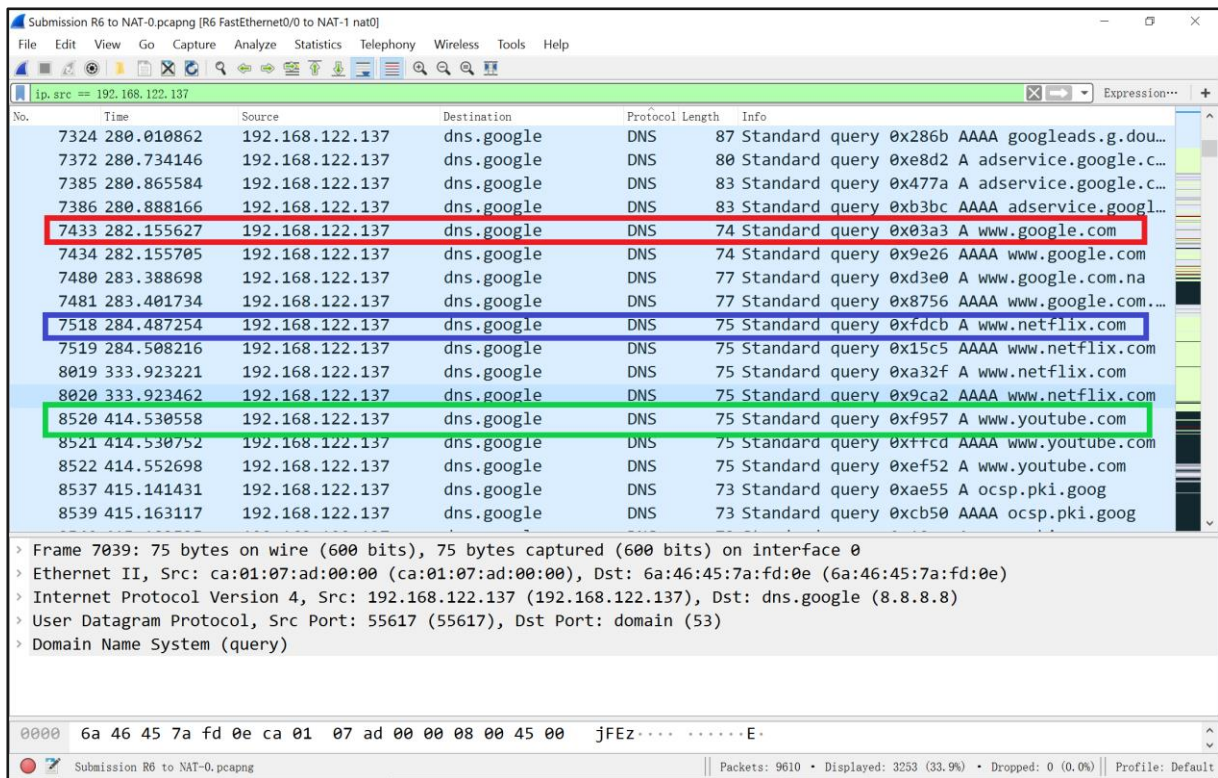 Submission R6 to NAT-0.pcapng [R6 FastEthernet0/0 to NAT-1 nat0]
File Edit View Go Capture Analyze Statistics Telephony Wireless Tools Help
ip.src == 192.168.122.137 Expression… +
No. Time Source Destination Protocol Length Info
7324 280.010862 192.168.122.137 dns.google DNS 87 Standard query 0x286b AAAA googleads.g.dou…
7372 280.734146 192.168.122.137 dns.google DNS 80 Standard query 0xe8d2 A adservice.google.c…
7385 280.865584 192.168.122.137 dns.google DNS 83 Standard query 0x477a A adservice.google.c…
7386 280.888166 192.168.122.137 dns.google DNS 83 Standard query 0xb3bc AAAA adservice.googl…
7433 282.155627 192.168.122.137 dns.google DNS 74 Standard query 0x03a3 A www.google.com
7434 282.155705 192.168.122.137 dns.google DNS 74 Standard query 0x9e26 AAAA www.google.com
7480 283.388698 192.168.122.137 dns.google DNS 77 Standard query 0xd3e0 A www.google.com.na
7481 283.401734 192.168.122.137 dns.google DNS 77 Standard query 0x8756 AAAA www.google.com.…
7518 284.487254 192.168.122.137 dns.google DNS 75 Standard query 0xfdcb A www.netflix.com
7519 284.508216 192.168.122.137 dns.google DNS 75 Standard query 0x15c5 AAAA www.netflix.com
8019 333.923221 192.168.122.137 dns.google DNS 75 Standard query 0xa32f A www.netflix.com
8020 333.923462 192.168.122.137 dns.google DNS 75 Standard query 0x9ca2 AAAA www.netflix.com
8520 414.530558 192.168.122.137 dns.google DNS 75 Standard query 0xf957 A www.youtube.com
8521 414.530752 192.168.122.137 dns.google DNS 75 Standard query 0xffcd AAAA www.youtube.com
8522 414.552698 192.168.122.137 dns.google DNS 75 Standard query 0xef52 A www.youtube.com
8537 415.141431 192.168.122.137 dns.google DNS 73 Standard query 0xae55 A ocsp.pki.goog
8539 415.163117 192.168.122.137 dns.google DNS 73 Standard query 0xcb50 AAAA ocsp.pki.goog
Frame 7039: 75 bytes on wire (600 bits), 75 bytes captured (600 bits) on interface 0
Ethernet II, Src: ca:01:07:ad:00:00 (ca:01:07:ad:00:00), Dst: 6a:46:45:7a:fd:0e (6a:46:45:7a:fd:0e)
Internet Protocol Version 4, Src: 192.168.122.137 (192.168.122.137), Dst: dns.google (8.8.8.8)
User Datagram Protocol, Src Port: 55617 (55617), Dst Port: domain (53)
Domain Name System (query)
0000 6a 46 45 7a fd 0e ca 01 07 ad 00 00 08 00 45 00 jFEz···· ······E·
Submission R6 to NAT-0.pcapng Packets: 9610 · Displayed: 3253 (33.9%) · Dropped: 0 (0.0%) Profile: Default